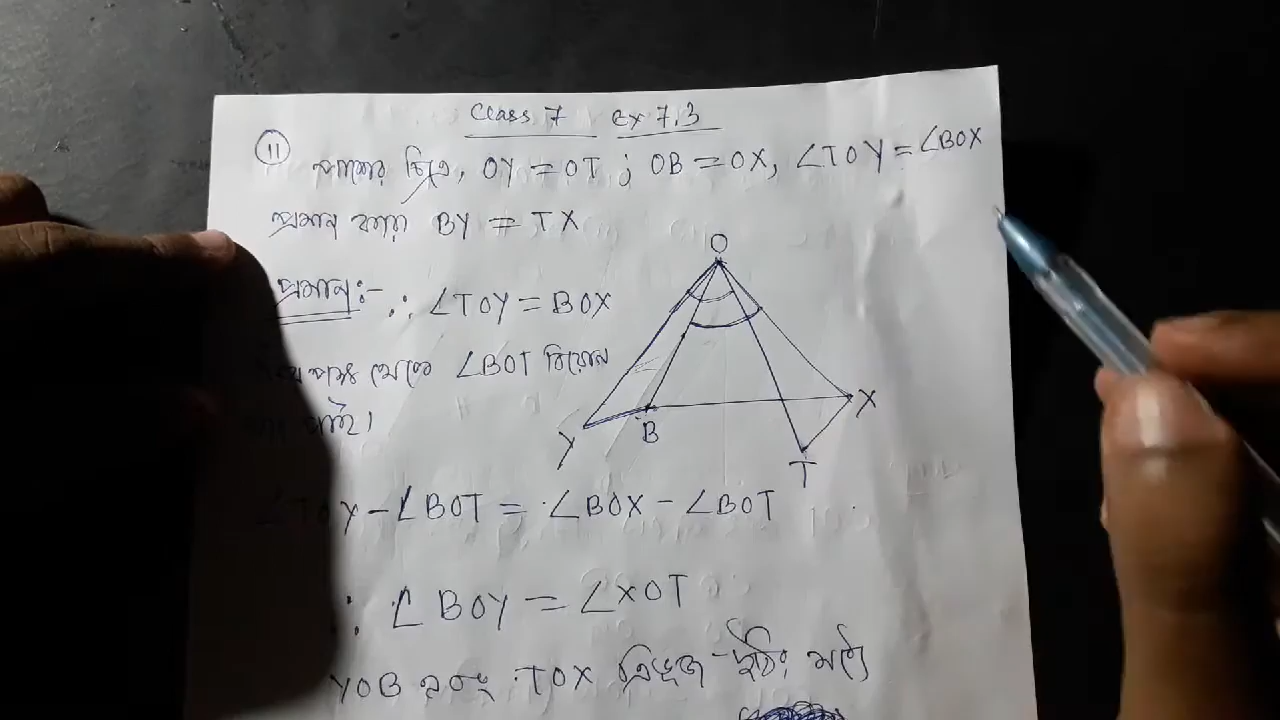 Class 7 Ex 7.3
(11) পাশের চিত্রে, OY = OT ; OB = OX, ∠TOY = ∠BOX
প্রমান করো BY = TX
প্রমান:- ∴ ∠TOY = BOX
থেকে ∠BOT বিয়োগ
পাই।
∠TOY - ∠BOT = ∠BOX - ∠BOT
∴ ∠BOY = ∠XOT
YOB এবং TOX ত্রিভূজ দুটির মধ্যে
O
Y
B
X
T